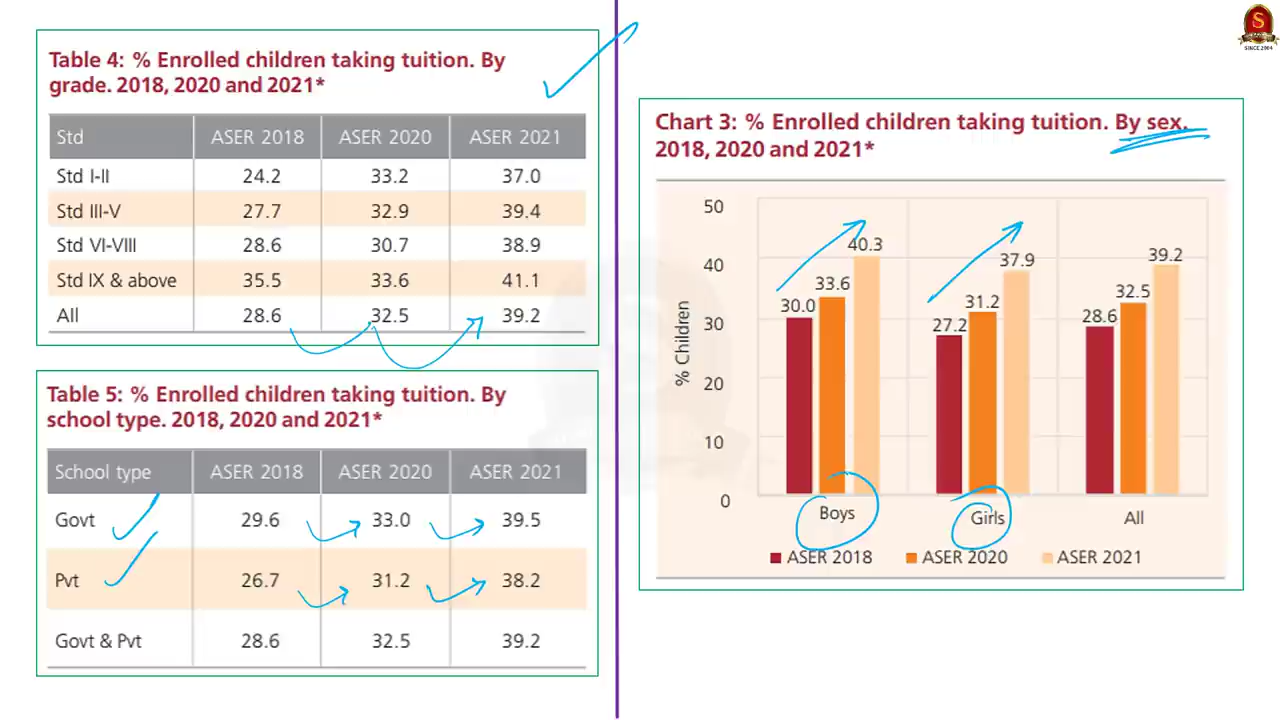 Table 4: % Enrolled children taking tuition. By
grade. 2018, 2020 and 2021*
Std ASER 2018 ASER 2020 ASER 2021
Std I-II 24.2 33.2 37.0
Std III-V 27.7 32.9 39.4
Std VI-VIII 28.6 30.7 38.9
Std IX & above 35.5 33.6 41.1
All 28.6 32.5 39.2
Table 5: % Enrolled children taking tuition. By
school type. 2018, 2020 and 2021*
School type ASER 2018 ASER 2020 ASER 2021
Govt 29.6 33.0 39.5
Pvt 26.7 31.2 38.2
Govt & Pvt 28.6 32.5 39.2
S
SINCE 2004
Chart 3: % Enrolled children taking tuition. By sex.
2018, 2020 and 2021*
% Children
50
40
30
20
10
0
30.0 33.6 40.3
27.2 31.2 37.9
28.6 32.5 39.2
Boys Girls All
ASER 2018 ASER 2020 ASER 2021